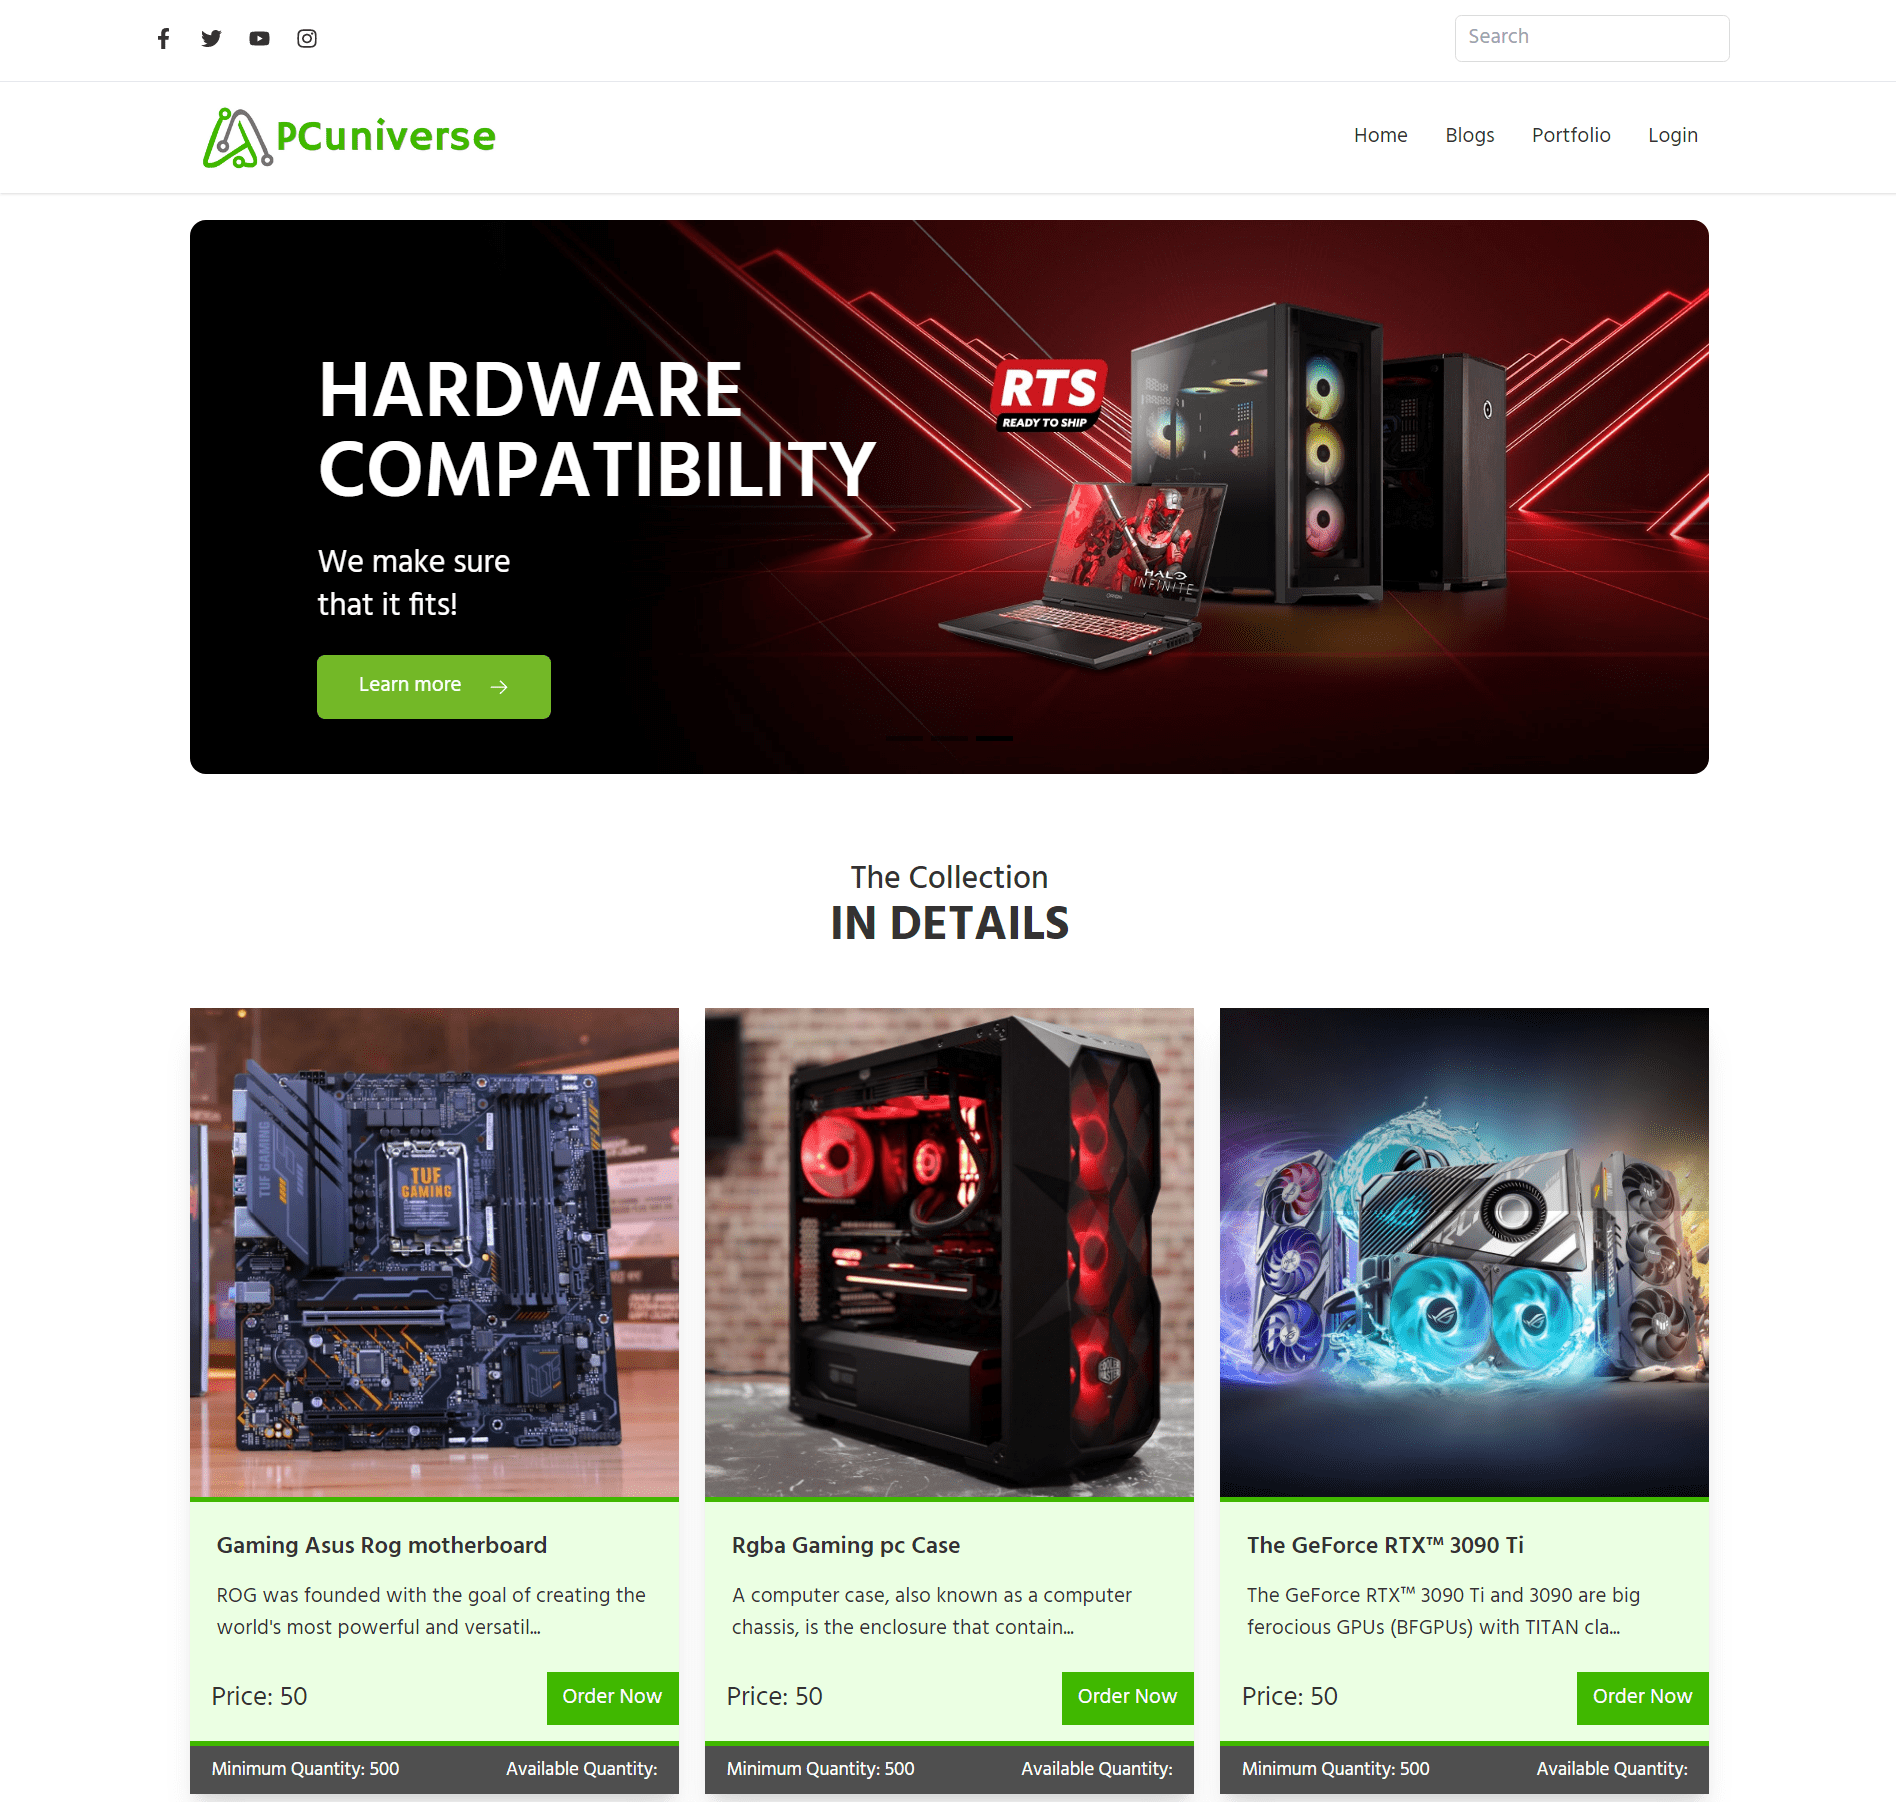 Search
PCuniverse
Home Blogs Portfolio Login
HARDWARE
COMPATIBILITY
RTS
READY TO SHIP
HALO
INFINITE
We make sure
that it fits!
Learn more
The Collection
IN DETAILS
TUF GAMING
TUF
GAMING
Gaming Asus Rog motherboard
ROG was founded with the goal of creating the
world's most powerful and versatil...
Price: 50
Order Now
Minimum Quantity: 500
Available Quantity:
Rgba Gaming pc Case
A computer case, also known as a computer
chassis, is the enclosure that contain...
Price: 50
Order Now
Minimum Quantity: 500
Available Quantity:
The GeForce RTX™ 3090 Ti
The GeForce RTX™ 3090 Ti and 3090 are big
ferocious GPUs (BFGPUs) with TITAN cla...
Price: 50
Order Now
Minimum Quantity: 500
Available Quantity: